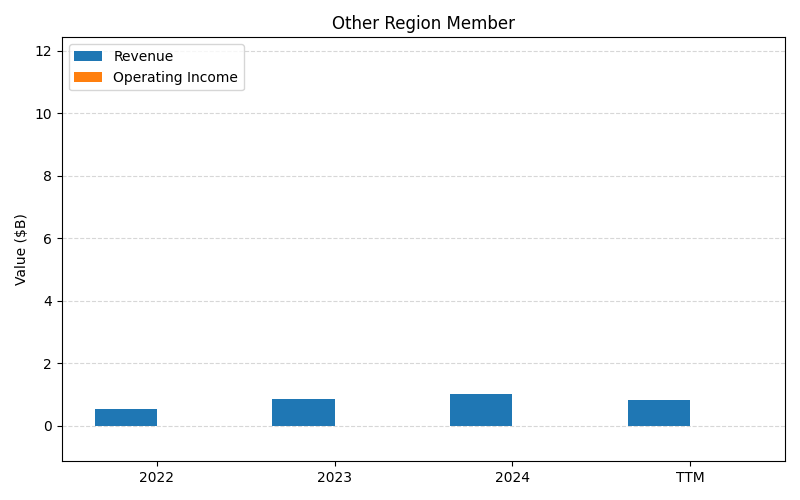 Other Region Member
Revenue
Operating Income
Value ($B)
12
10
8
6
4
2
0
2022
2023
2024
TTM